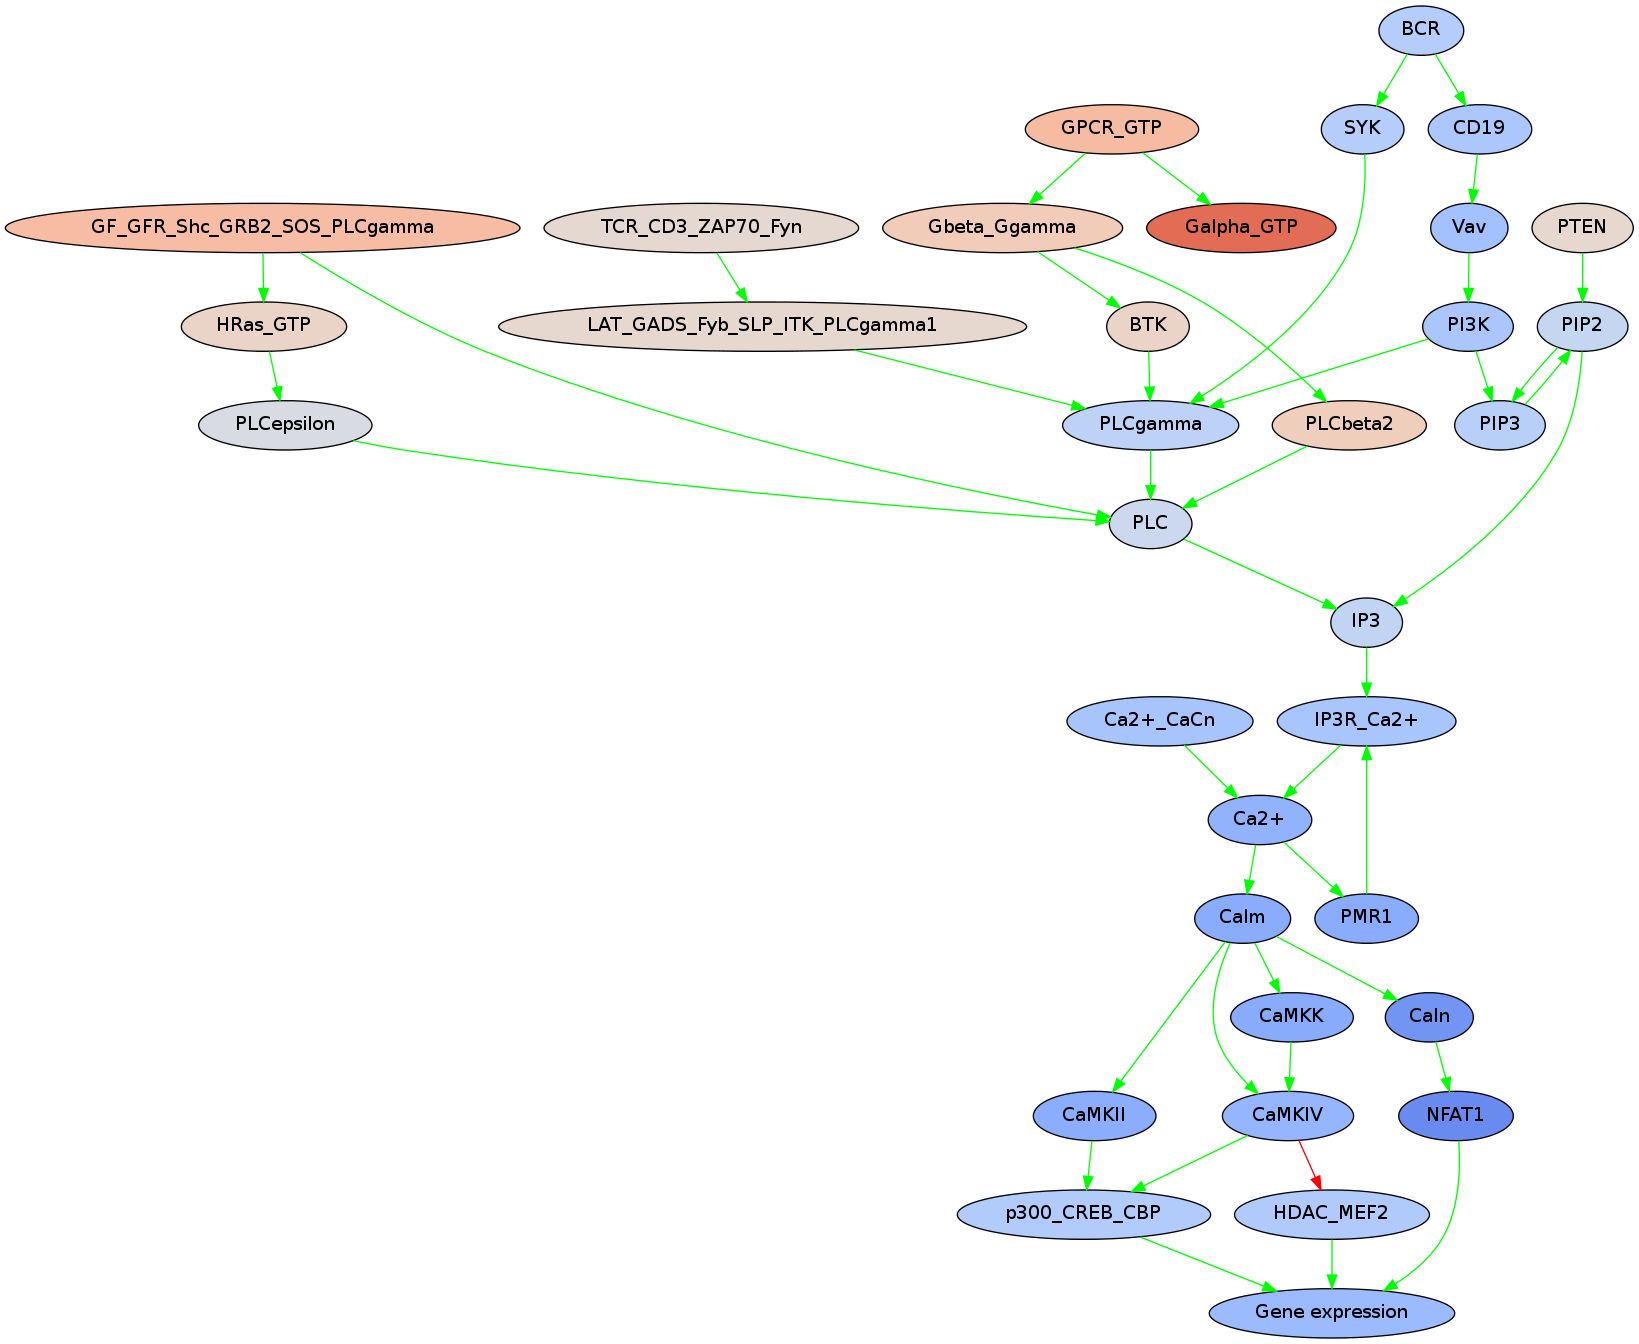 BCR
GPCR_GTP
SYK
CD19
GF_GFR_Shc_GRB2_SOS_PLCgamma
TCR_CD3_ZAP70_Fyn
Gbeta_Ggamma
Galpha_GTP
Vav
PTEN
HRas_GTP
LAT_GADS_Fyb_SLP_ITK_PLCgamma1
BTK
PI3K
PIP2
PLCepsilon
PLCgamma
PLCbeta2
PIP3
PLC
IP3
Ca2+_CaCn
IP3R_Ca2+
Ca2+
Calm
PMR1
CaMKK
Caln
CaMKII
CaMKIV
NFAT1
p300_CREB_CBP
HDAC_MEF2
Gene expression